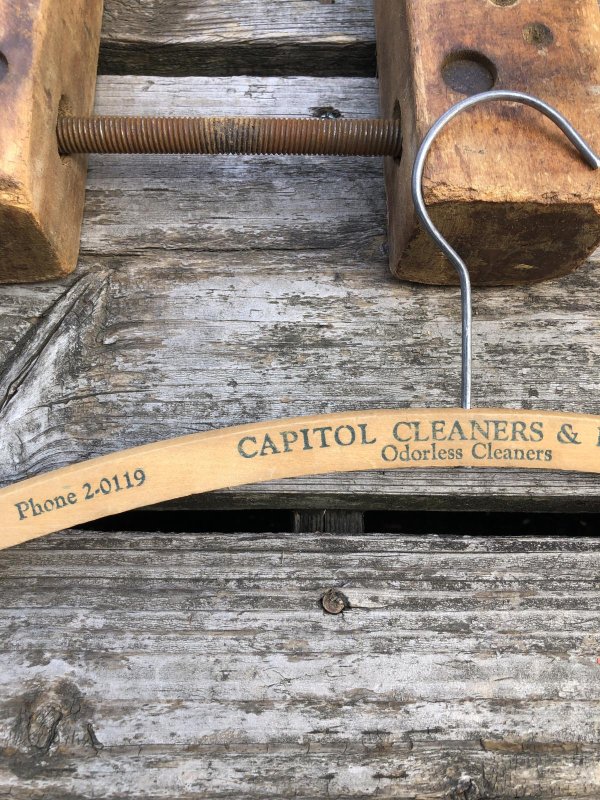 Phone 2-0119
CAPITOL CLEANERS &
Odorless Cleaners